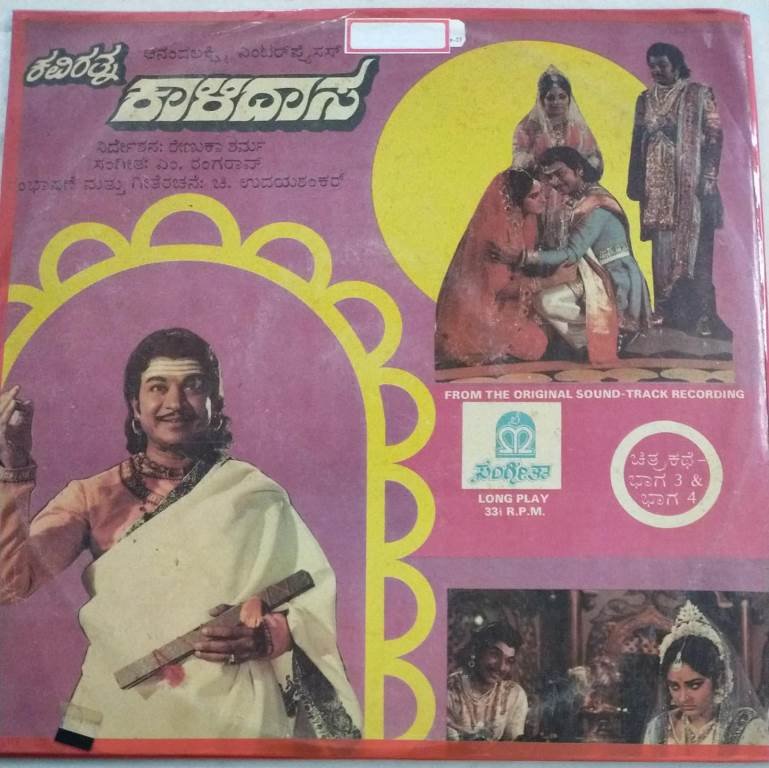 ಆನಂದಲಕ್ಷ್ಮಿ ಎಂಟರ್‌ಪ್ರೈಸಸ್
ಕವಿರತ್ನ
ಕಾಳಿದಾಸ
ನಿರ್ದೇಶನ: ರೇಣುಕಾ ಶರ್ಮ
ಸಂಗೀತ: ಎಂ. ರಂಗರಾವ್
ಂಭಾಷಣೆ ಮತ್ತು ಗೀತೆರಚನೆ: ಚಿ. ಉದಯಶಂಕರ್
FROM THE ORIGINAL SOUND-TRACK RECORDING
ಸಂಗೀತಾ
LONG PLAY
33⅓ R.P.M.
ಚಿತ್ರಕಥೆ-
ಭಾಗ 3 &
ಭಾಗ 4